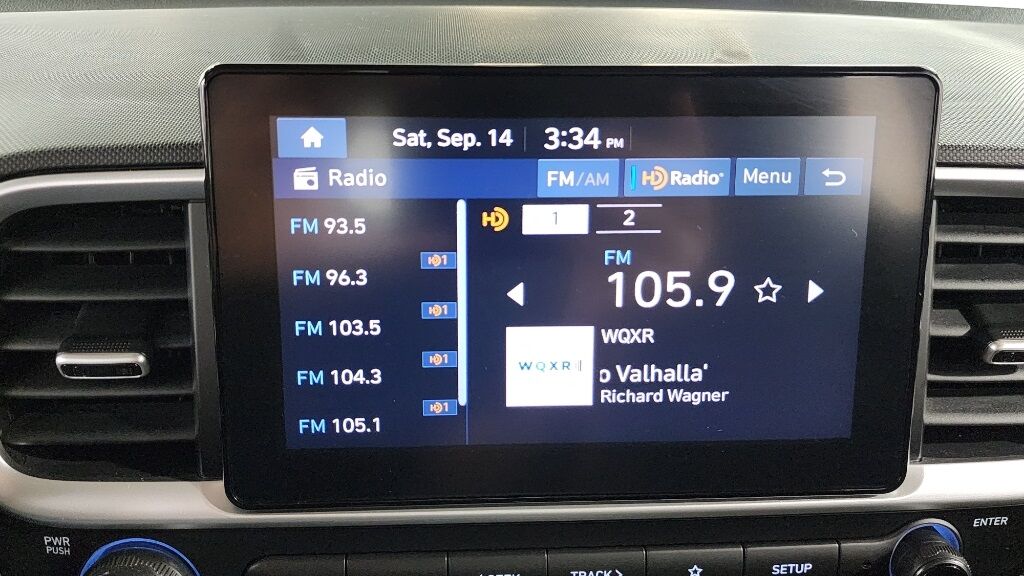 Sat, Sep. 14 3:34 PM
Radio FM/AM HD Radio® Menu
FM 93.5
FM 96.3 HD1
FM 103.5 HD1
FM 104.3 HD1
FM 105.1 HD1
HD 1 2
FM
105.9
WQXR
WQXR
o Valhalla'
Richard Wagner
PWR
PUSH
SEEK
TRACK >
SETUP
ENTER